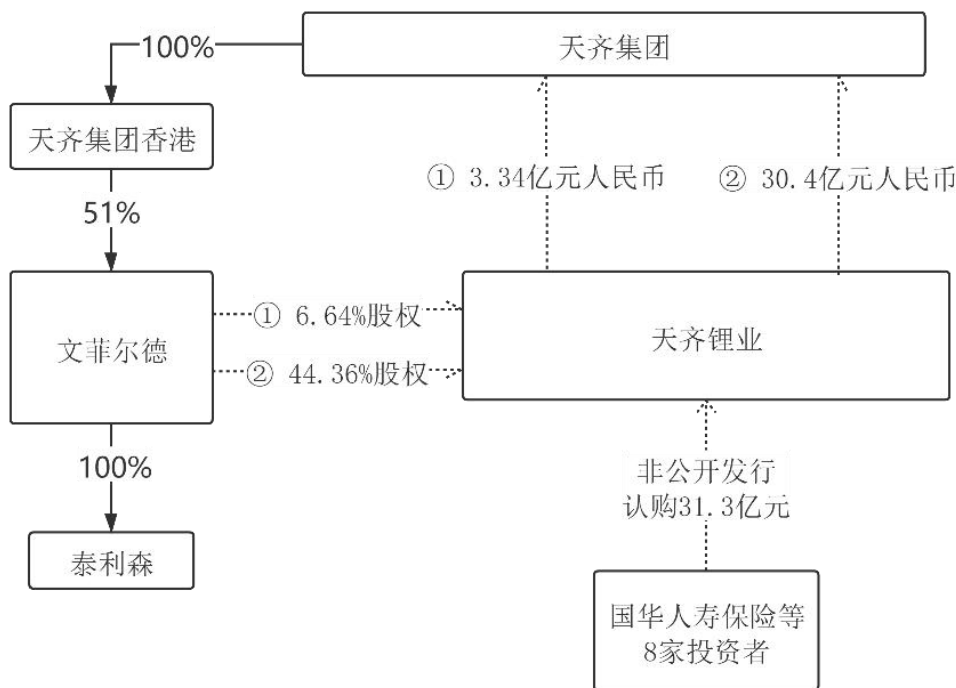 天齐集团
100%
天齐集团香港
① 3.34亿元人民币
② 30.4亿元人民币
51%
文菲尔德
① 6.64%股权
② 44.36%股权
天齐锂业
100%
非公开发行
认购31.3亿元
泰利森
国华人寿保险等
8家投资者